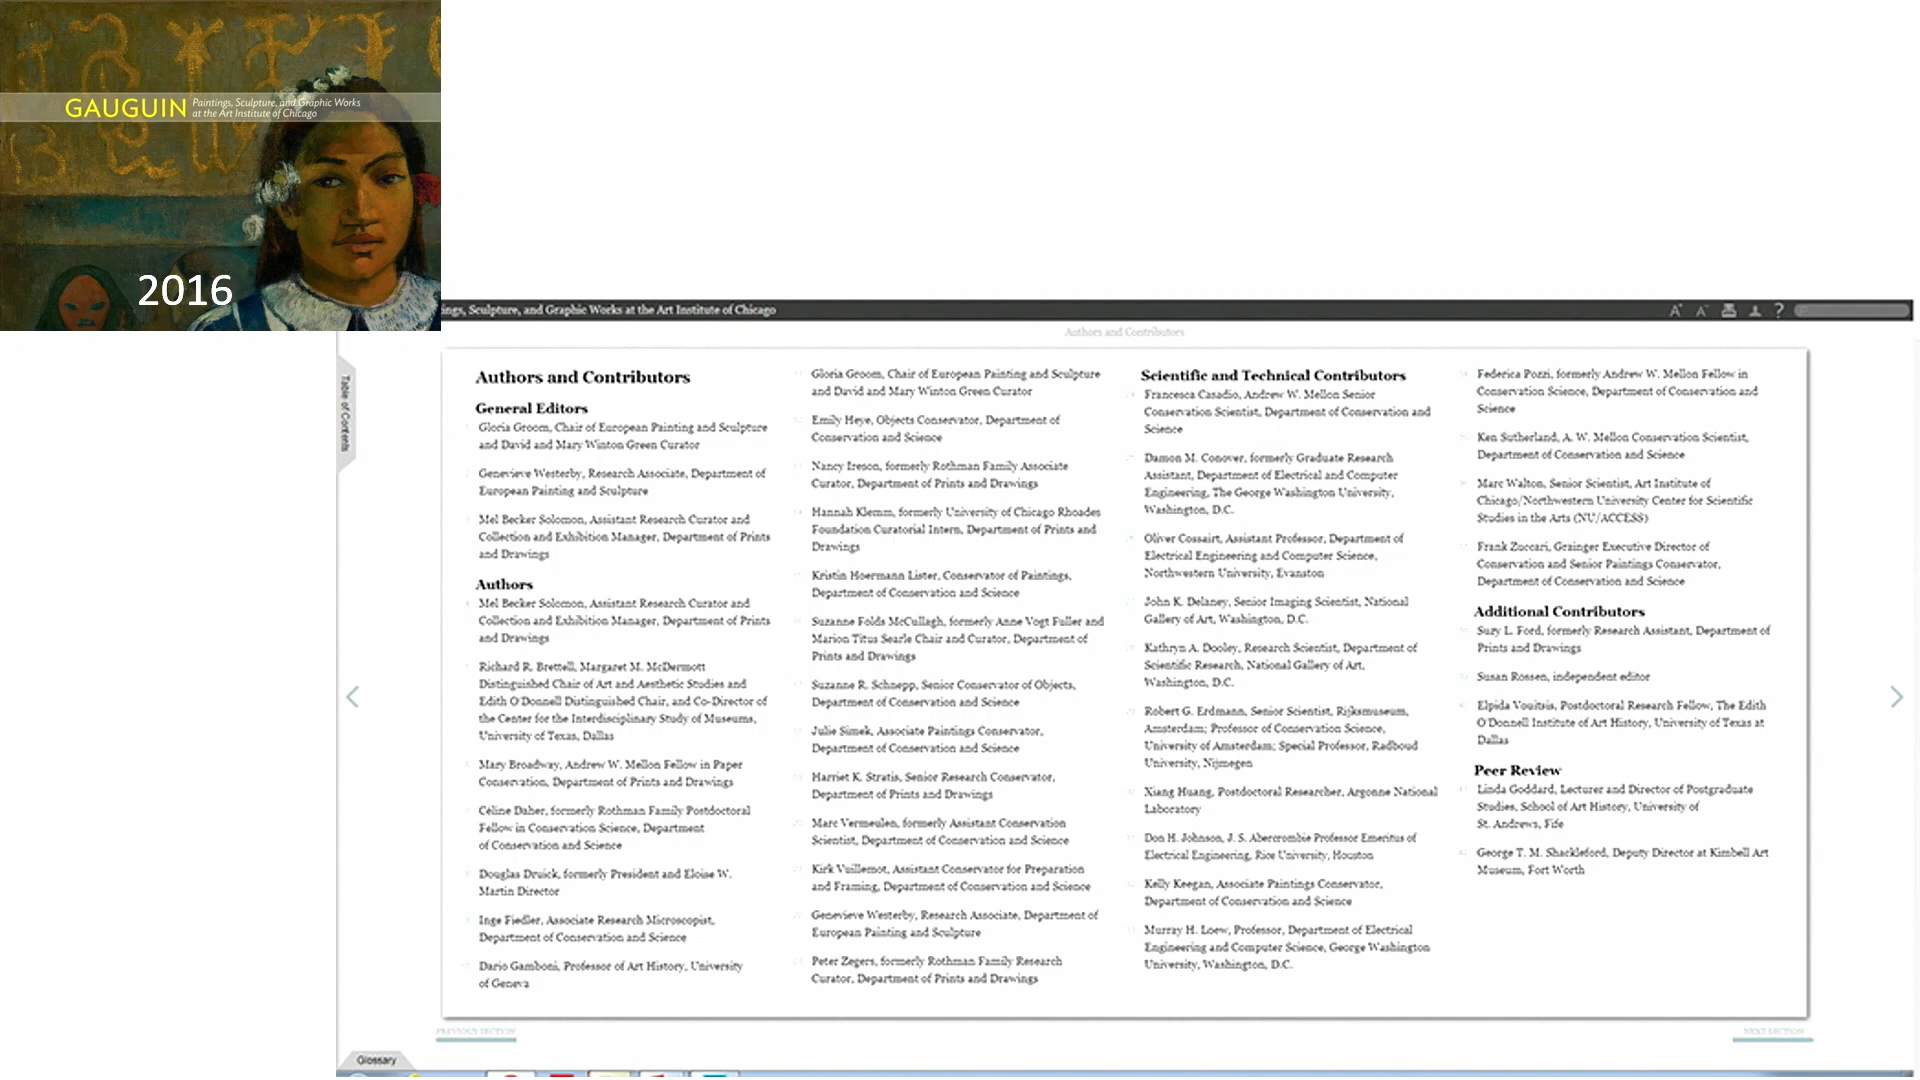 GAUGUIN Paintings, Sculpture, and Graphic Works
at the Art Institute of Chicago
2016
ings, Sculpture, and Graphic Works at the Art Institute of Chicago
A+ A- ?
Authors and Contributors
Table of Contents
Authors and Contributors
General Editors
Gloria Groom, Chair of European Painting and Sculpture
and David and Mary Winton Green Curator
Genevieve Westerby, Research Associate, Department of
European Painting and Sculpture
Mel Becker Solomon, Assistant Research Curator and
Collection and Exhibition Manager, Department of Prints
and Drawings
Authors
Mel Becker Solomon, Assistant Research Curator and
Collection and Exhibition Manager, Department of Prints
and Drawings
Richard R. Brettell, Margaret M. McDermott
Distinguished Chair of Art and Aesthetic Studies and
Edith O'Donnell Distinguished Chair, and Co-Director of
the Center for the Interdisciplinary Study of Museums,
University of Texas, Dallas
Mary Broadway, Andrew W. Mellon Fellow in Paper
Conservation, Department of Prints and Drawings
Céline Daher, formerly Rothman Family Postdoctoral
Fellow in Conservation Science, Department
of Conservation and Science
Douglas Druick, formerly President and Eloise W.
Martin Director
Inge Fiedler, Associate Research Microscopist,
Department of Conservation and Science
Dario Gamboni, Professor of Art History, University
of Geneva
Gloria Groom, Chair of European Painting and Sculpture
and David and Mary Winton Green Curator
Emily Heye, Objects Conservator, Department of
Conservation and Science
Nancy Ireson, formerly Rothman Family Associate
Curator, Department of Prints and Drawings
Hannah Klemm, formerly University of Chicago Rhoades
Foundation Curatorial Intern, Department of Prints and
Drawings
Kristin Hoermann Lister, Conservator of Paintings,
Department of Conservation and Science
Suzanne Folds McCullagh, formerly Anne Vogt Fuller and
Marion Titus Searle Chair and Curator, Department of
Prints and Drawings
Suzanne R. Schnepp, Senior Conservator of Objects,
Department of Conservation and Science
Julie Simek, Associate Paintings Conservator,
Department of Conservation and Science
Harriet K. Stratis, Senior Research Conservator,
Department of Prints and Drawings
Marc Vermeulen, formerly Assistant Conservation
Scientist, Department of Conservation and Science
Kirk Vuillemot, Assistant Conservator for Preparation
and Framing, Department of Conservation and Science
Genevieve Westerby, Research Associate, Department of
European Painting and Sculpture
Peter Zegers, formerly Rothman Family Research
Curator, Department of Prints and Drawings
Scientific and Technical Contributors
Francesca Casadio, Andrew W. Mellon Senior
Conservation Scientist, Department of Conservation and
Science
Damon M. Conover, formerly Graduate Research
Assistant, Department of Electrical and Computer
Engineering, The George Washington University,
Washington, D.C.
Oliver Cossairt, Assistant Professor, Department of
Electrical Engineering and Computer Science,
Northwestern University, Evanston
John K. Delaney, Senior Imaging Scientist, National
Gallery of Art, Washington, D.C.
Kathryn A. Dooley, Research Scientist, Department of
Scientific Research, National Gallery of Art,
Washington, D.C.
Robert G. Erdmann, Senior Scientist, Rijksmuseum,
Amsterdam; Professor of Conservation Science,
University of Amsterdam; Special Professor, Radboud
University, Nijmegen
Xiang Huang, Postdoctoral Researcher, Argonne National
Laboratory
Don H. Johnson, J. S. Abercrombie Professor Emeritus of
Electrical Engineering, Rice University, Houston
Kelly Keegan, Associate Paintings Conservator,
Department of Conservation and Science
Murray H. Loew, Professor, Department of Electrical
Engineering and Computer Science, George Washington
University, Washington, D.C.
Federica Pozzi, formerly Andrew W. Mellon Fellow in
Conservation Science, Department of Conservation and
Science
Ken Sutherland, A. W. Mellon Conservation Scientist,
Department of Conservation and Science
Marc Walton, Senior Scientist, Art Institute of
Chicago/Northwestern University Center for Scientific
Studies in the Arts (NU/ACCESS)
Frank Zuccari, Grainger Executive Director of
Conservation and Senior Paintings Conservator,
Department of Conservation and Science
Additional Contributors
Suzy L. Ford, formerly Research Assistant, Department of
Prints and Drawings
Susan Rossen, independent editor
Elpida Vouitsis, Postdoctoral Research Fellow, The Edith
O'Donnell Institute of Art History, University of Texas at
Dallas
Peer Review
Linda Goddard, Lecturer and Director of Postgraduate
Studies, School of Art History, University of
St. Andrews, Fife
George T. M. Shackleford, Deputy Director at Kimbell Art
Museum, Fort Worth
PREVIOUS SECTION
NEXT SECTION
Glossary